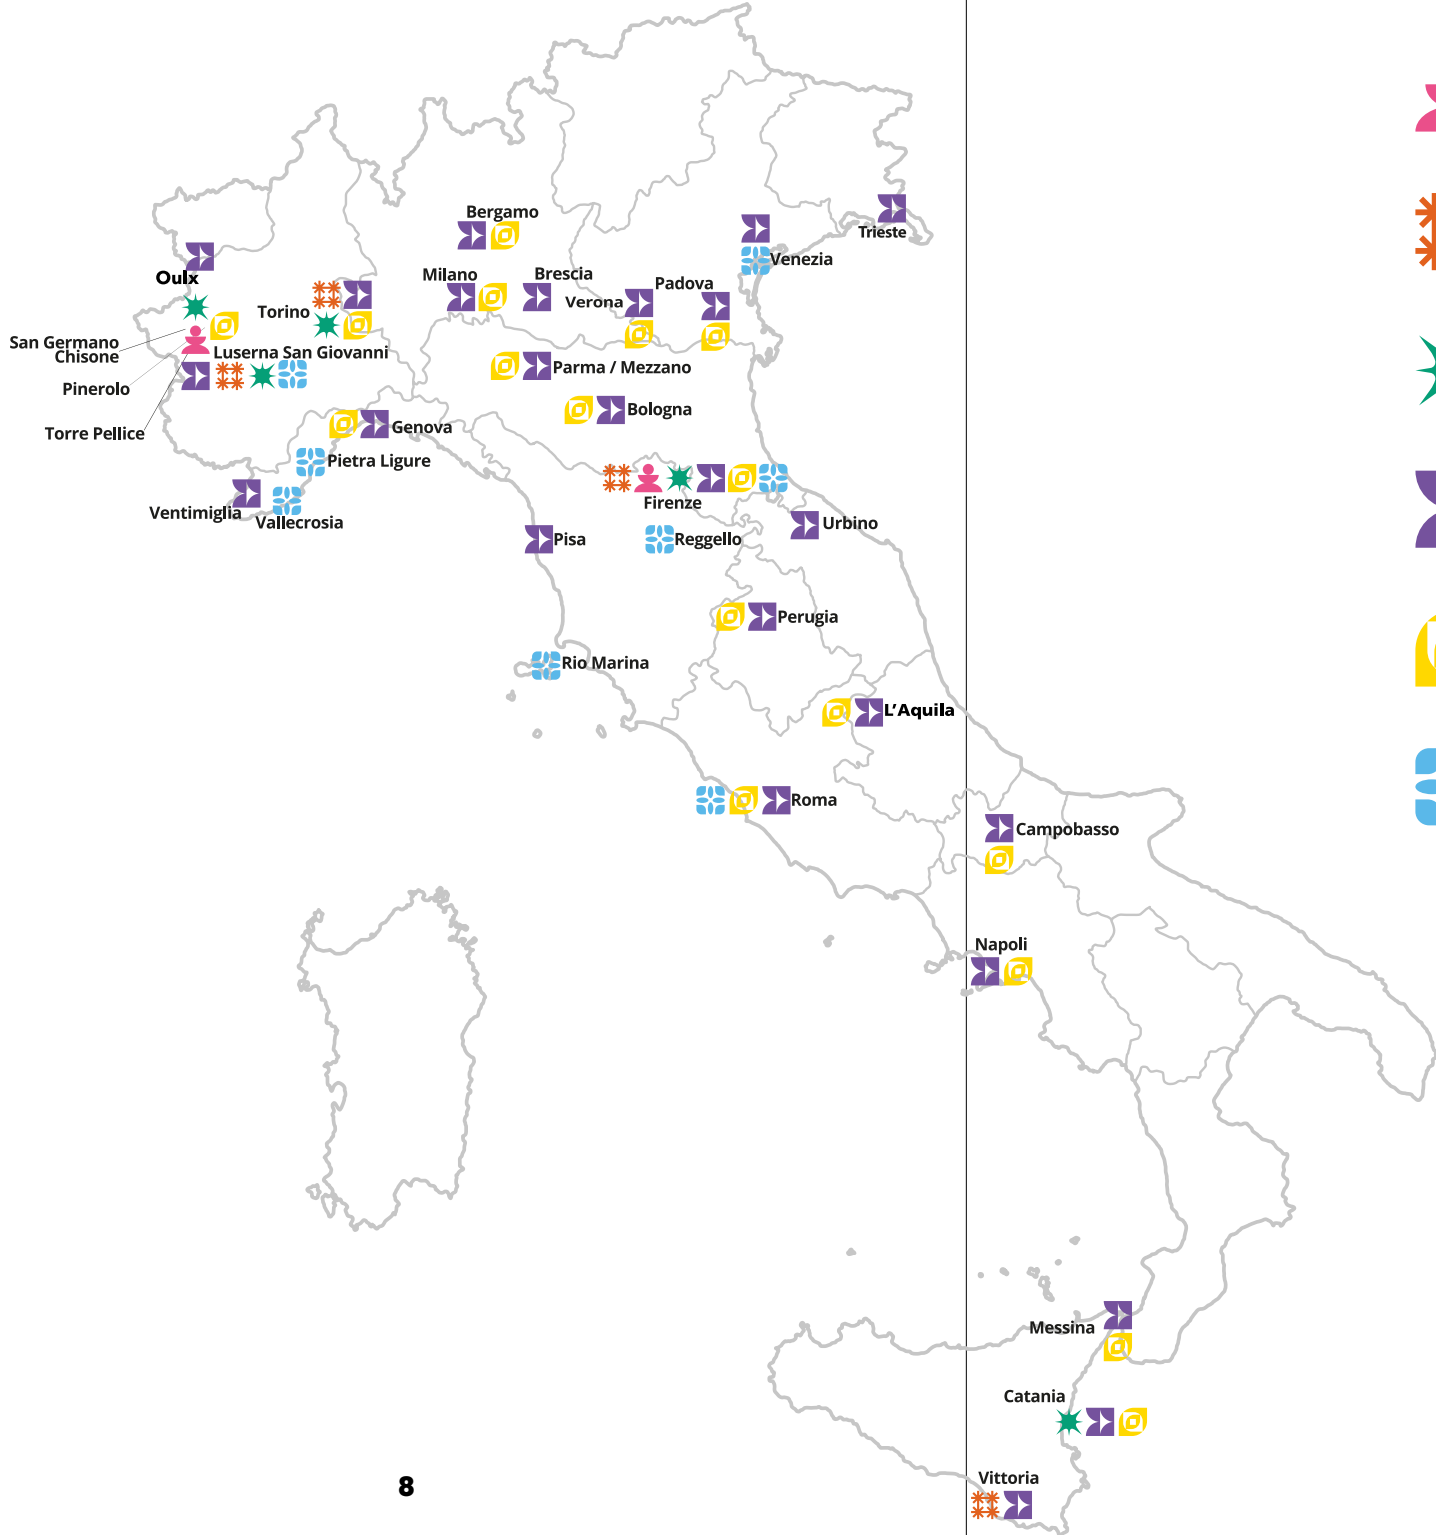 Bergamo
Trieste
Venezia
Oulx
Milano
Brescia
Padova
Verona
Torino
San Germano
Chisone
Luserna San Giovanni
Parma / Mezzano
Pinerolo
Bologna
Genova
Torre Pellice
Pietra Ligure
Firenze
Ventimiglia
Vallecrosia
Urbino
Pisa
Reggello
Perugia
Rio Marina
L'Aquila
Roma
Campobasso
Napoli
Messina
Catania
Vittoria
8